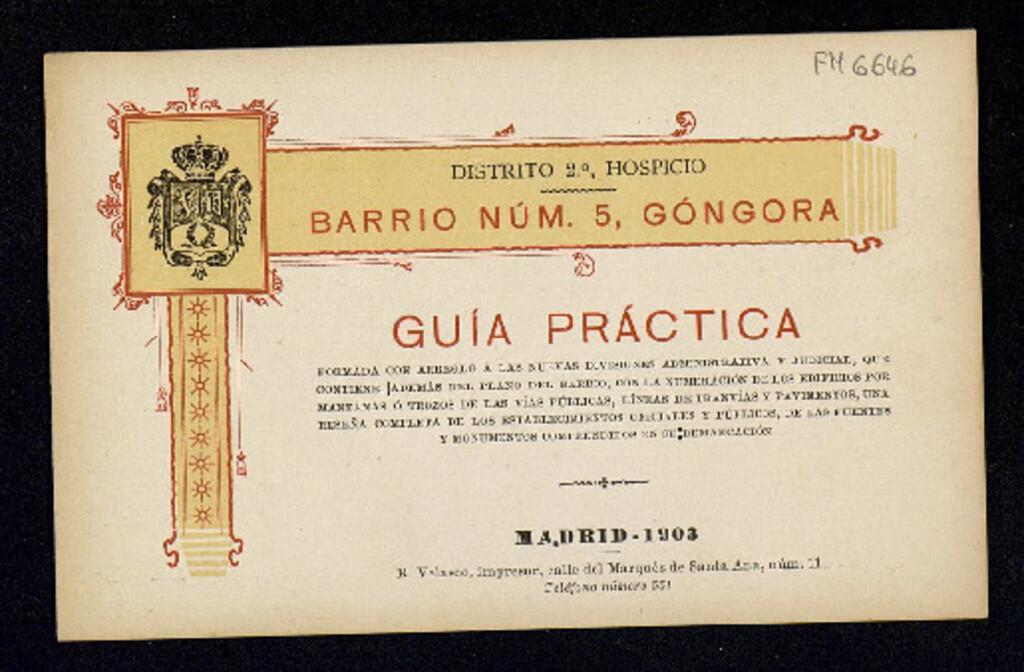 FM 6646
DISTRITO 2.º, HOSPICIO
BARRIO NÚM. 5, GÓNGORA
GUÍA PRÁCTICA
FORMADA CON ARREGLO Á LAS NUEVAS DIVISIONES ADMINISTRATIVA Y JUDICIAL, QUE
CONTIENE ADEMÁS DEL PLANO DEL BARRIO, CON LA NUMERACIÓN DE LOS EDIFICIOS POR
MANZANAS Ó TROZOS DE LAS VÍAS PÚBLICAS, LÍNEAS DE TRANVÍAS Y PAVIMENTOS, UNA
RESEÑA COMPLETA DE LOS ESTABLECIMIENTOS OFICIALES Y PÚBLICOS, DE LAS FUENTES
Y MONUMENTOS COMPRENDIDOS EN SU DEMARCACIÓN
MADRID-1903
R. Velasco, impresor, calle del Marqués de Santa Ana, núm. 11
Teléfono número 551